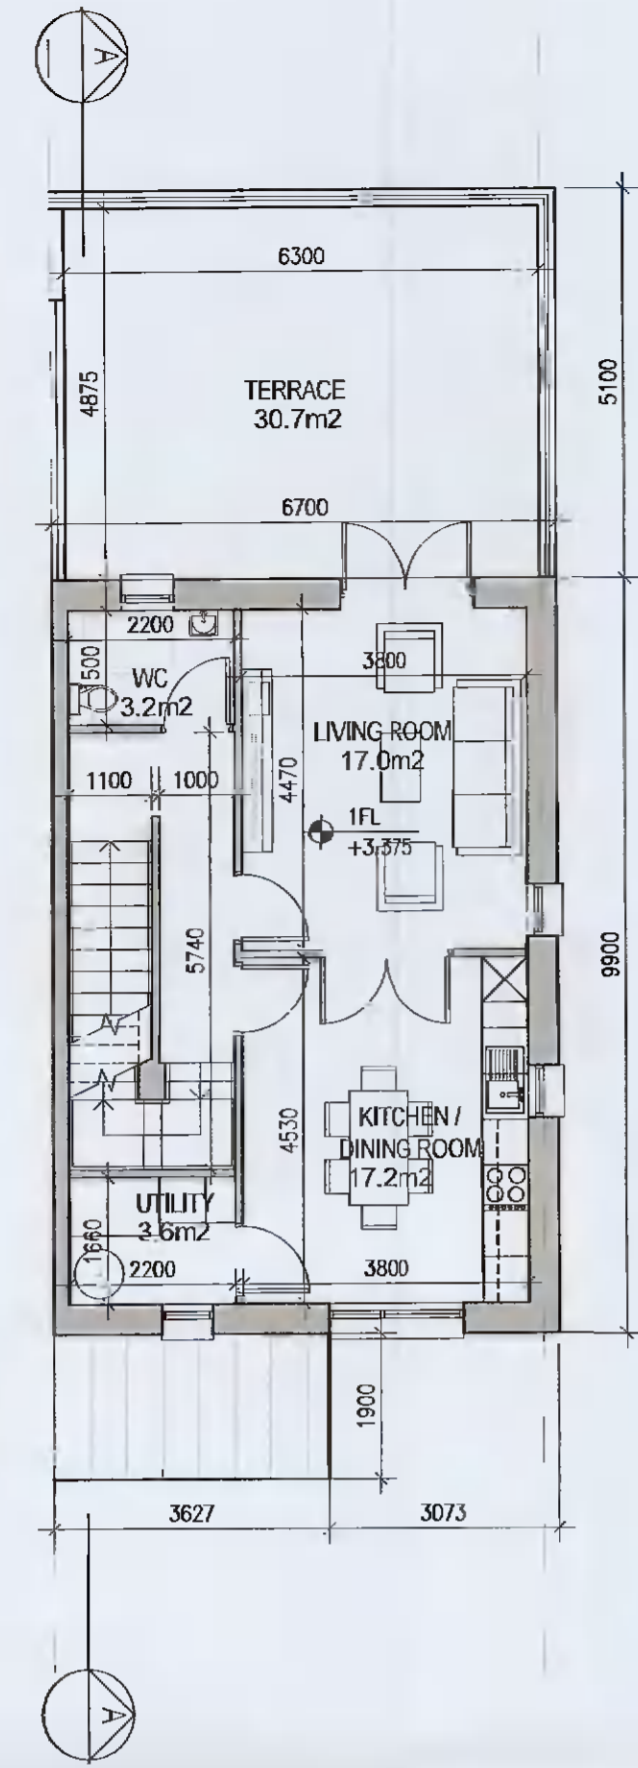 A
6300
4875
TERRACE
30.7m2
5100
6700
2200
500
WC
3.2m2
3800
LIVING ROOM
17.0m2
1100
1000
4470
1FL
+3.375
5740
9900
4530
KITCHEN /
DINING ROOM
17.2m2
UTILITY
3.6m2
1660
2200
3800
1900
3627
3073
A